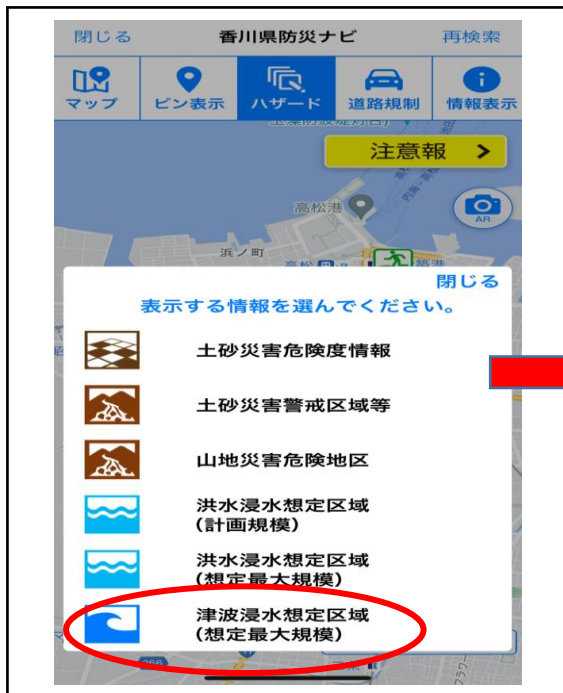 閉じる 香川県防災ナビ 再検索
マップ ピン表示 ハザード 道路規制 情報表示
注意報 >
AR
高松港
浜ノ町
閉じる
表示する情報を選んでください。
土砂災害危険度情報
土砂災害警戒区域等
山地災害危険地区
洪水浸水想定区域
(計画規模)
洪水浸水想定区域
(想定最大規模)
津波浸水想定区域
(想定最大規模)